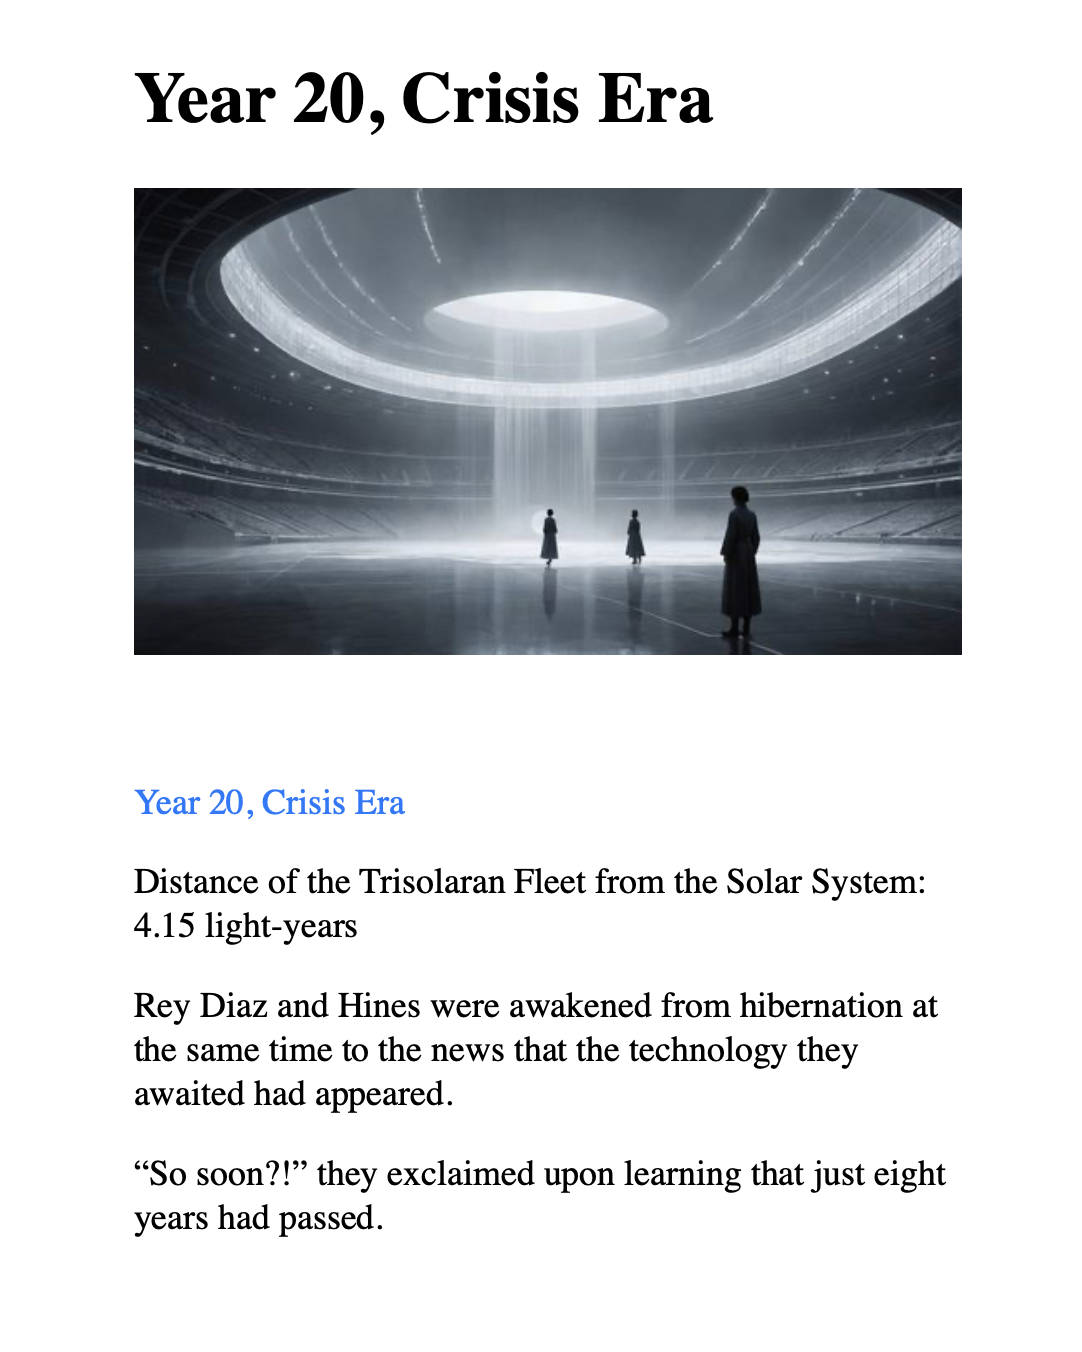 Year 20, Crisis Era
Year 20, Crisis Era
Distance of the Trisolaran Fleet from the Solar System:
4.15 light-years
Rey Diaz and Hines were awakened from hibernation at
the same time to the news that the technology they
awaited had appeared.
“So soon?!” they exclaimed upon learning that just eight
years had passed.